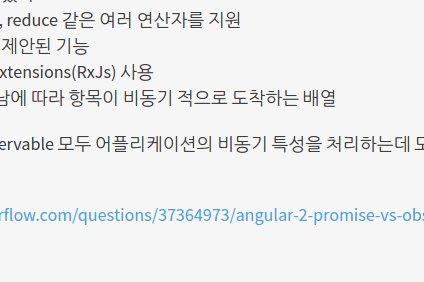 , reduce 같은 여러 연산자를 지원
제안된 기능
xtensions(RxJs) 사용
남에 따라 항목이 비동기 적으로 도착하는 배열
ervable 모두 어플리케이션의 비동기 특성을 처리하는데
rflow.com/questions/37364973/angular-2-promise-vs-obs